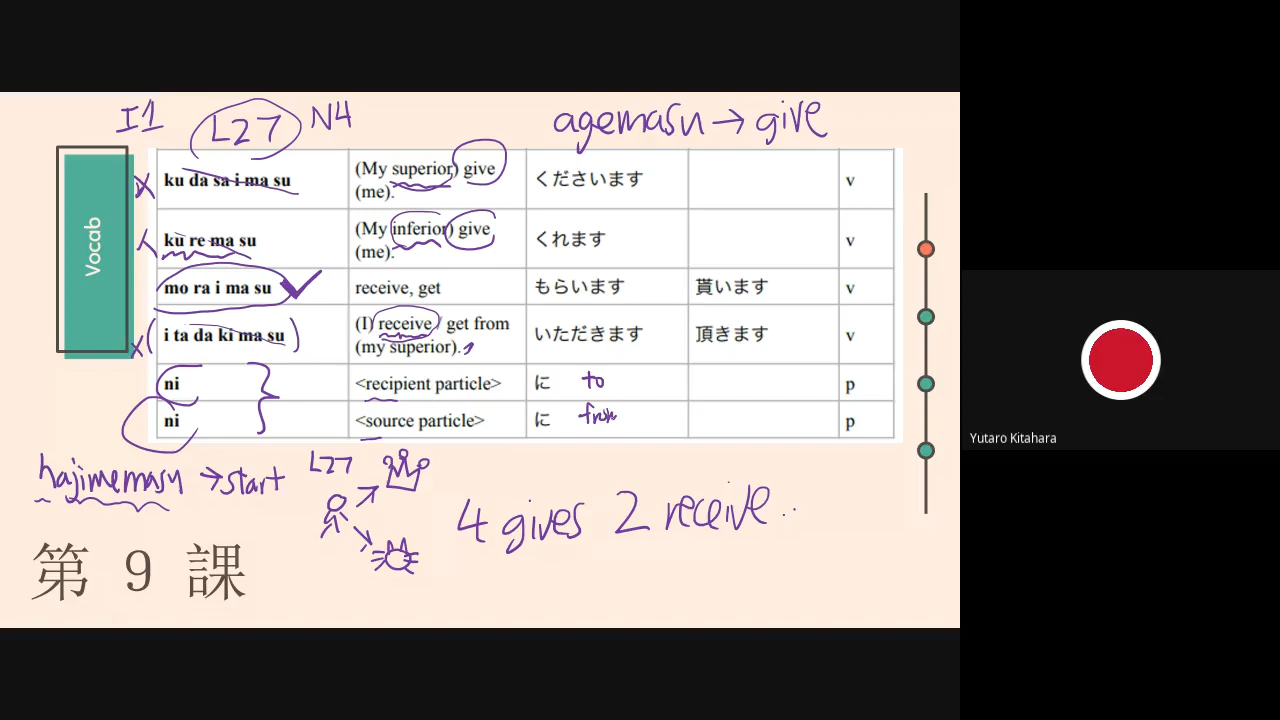 I1 L27 N4 agemasu → give
ku da sa i ma su (My superior) give (me). くださいます v
ku re ma su (My inferior) give (me). くれます v
mo ra i ma su receive, get もらいます 貰います v
i ta da ki ma su (I) receive / get from (my superior). いただきます 頂きます v
ni <recipient particle> に to p
ni <source particle> に from p
Vocab
hajimemasu → start L27
4 gives 2 receive..
第 9 課
Yutaro Kitahara